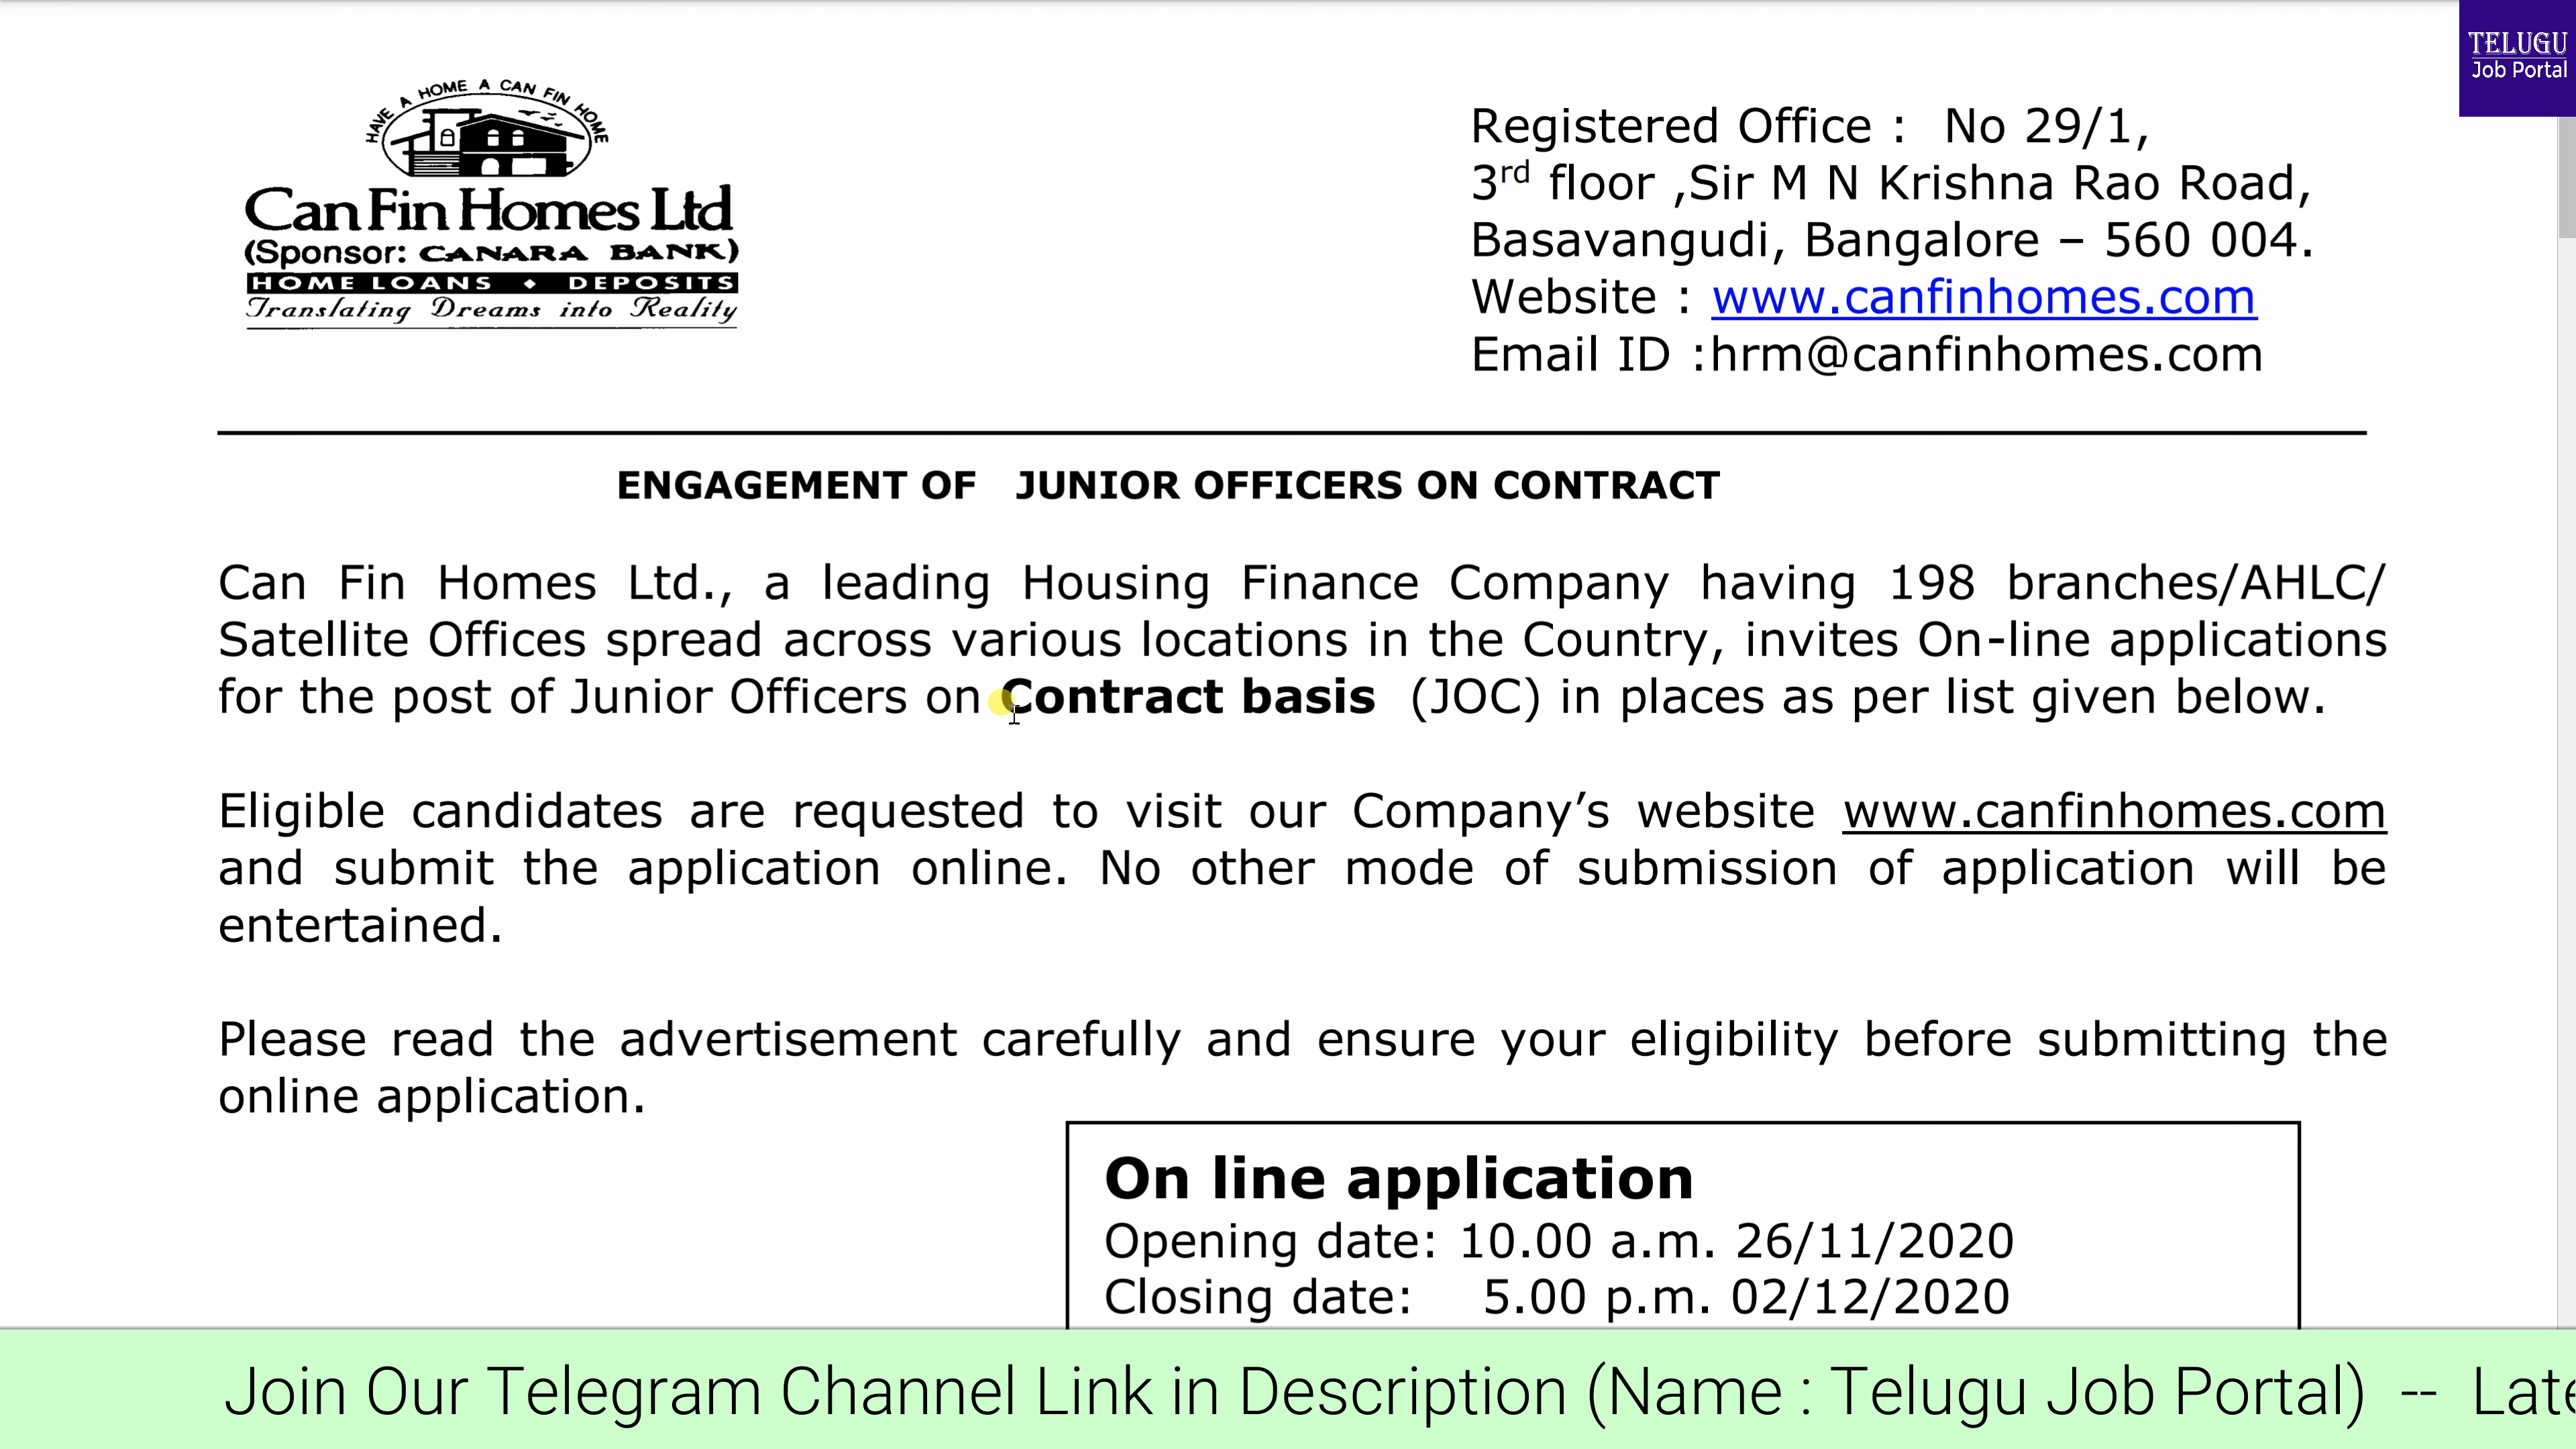 TELUGU
Job Portal
HAVE A HOME A CAN FIN HOME
Can Fin Homes Ltd
(Sponsor: CANARA BANK)
HOME LOANS ♦ DEPOSITS
Translating Dreams into Reality
Registered Office : No 29/1,
3rd floor ,Sir M N Krishna Rao Road,
Basavangudi, Bangalore – 560 004.
Website : www.canfinhomes.com
Email ID :hrm@canfinhomes.com
ENGAGEMENT OF JUNIOR OFFICERS ON CONTRACT
Can Fin Homes Ltd., a leading Housing Finance Company having 198 branches/AHLC/
Satellite Offices spread across various locations in the Country, invites On-line applications
for the post of Junior Officers on Contract basis (JOC) in places as per list given below.
Eligible candidates are requested to visit our Company’s website www.canfinhomes.com
and submit the application online. No other mode of submission of application will be
entertained.
Please read the advertisement carefully and ensure your eligibility before submitting the
online application.
On line application
Opening date: 10.00 a.m. 26/11/2020
Closing date: 5.00 p.m. 02/12/2020
Join Our Telegram Channel Link in Description (Name : Telugu Job Portal) -- Late